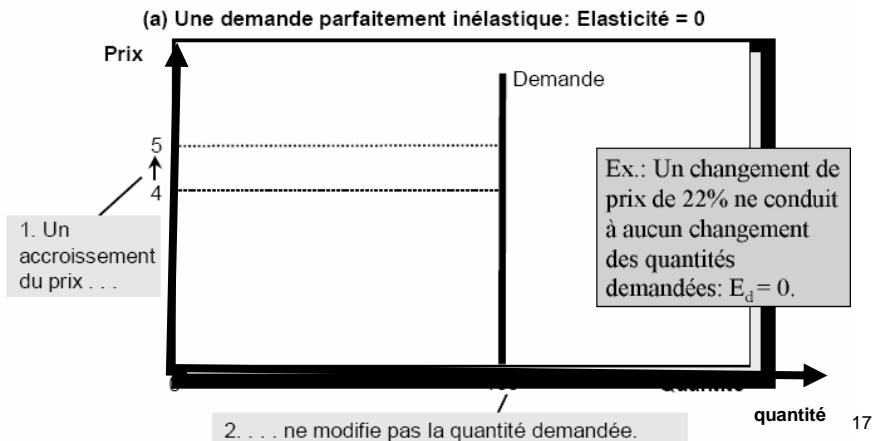 (a) Une demande parfaitement inélastique: Elasticité = 0
Prix
Demande
5
4
Ex.: Un changement de
prix de 22% ne conduit
à aucun changement
des quantités
demandées: E_d = 0.
1. Un
accroissement
du prix . . .
quantité
2. . . . ne modifie pas la quantité demandée.
17